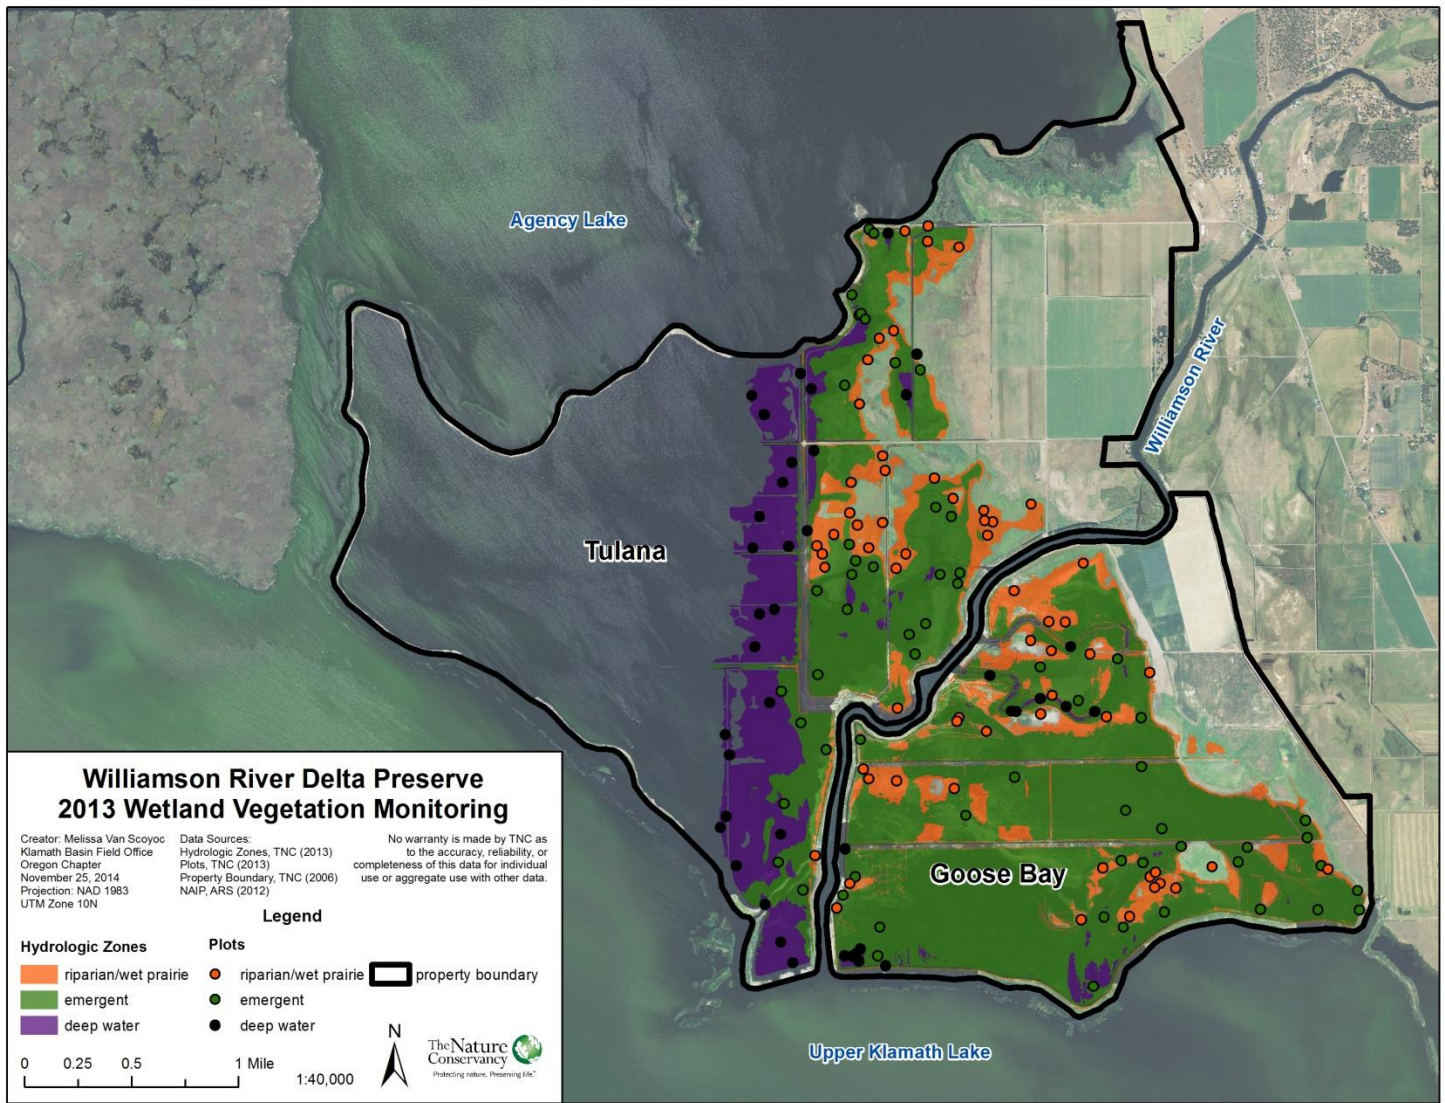 Agency Lake
Williamson River
Tulana
Goose Bay
Upper Klamath Lake
Williamson River Delta Preserve
2013 Wetland Vegetation Monitoring
Creator: Melissa Van Scoyoc
Klamath Basin Field Office
Oregon Chapter
November 25, 2014
Projection: NAD 1983
UTM Zone 10N
Data Sources:
Hydrologic Zones, TNC (2013)
Plots, TNC (2013)
Property Boundary, TNC (2006)
NAIP, ARS (2012)
No warranty is made by TNC as
to the accuracy, reliability, or
completeness of this data for individual
use or aggregate use with other data.
Legend
Hydrologic Zones
riparian/wet prairie
emergent
deep water
Plots
riparian/wet prairie
emergent
deep water
property boundary
0 0.25 0.5 1 Mile
1:40,000
N
The Nature
Conservancy
Protecting nature. Preserving life.™